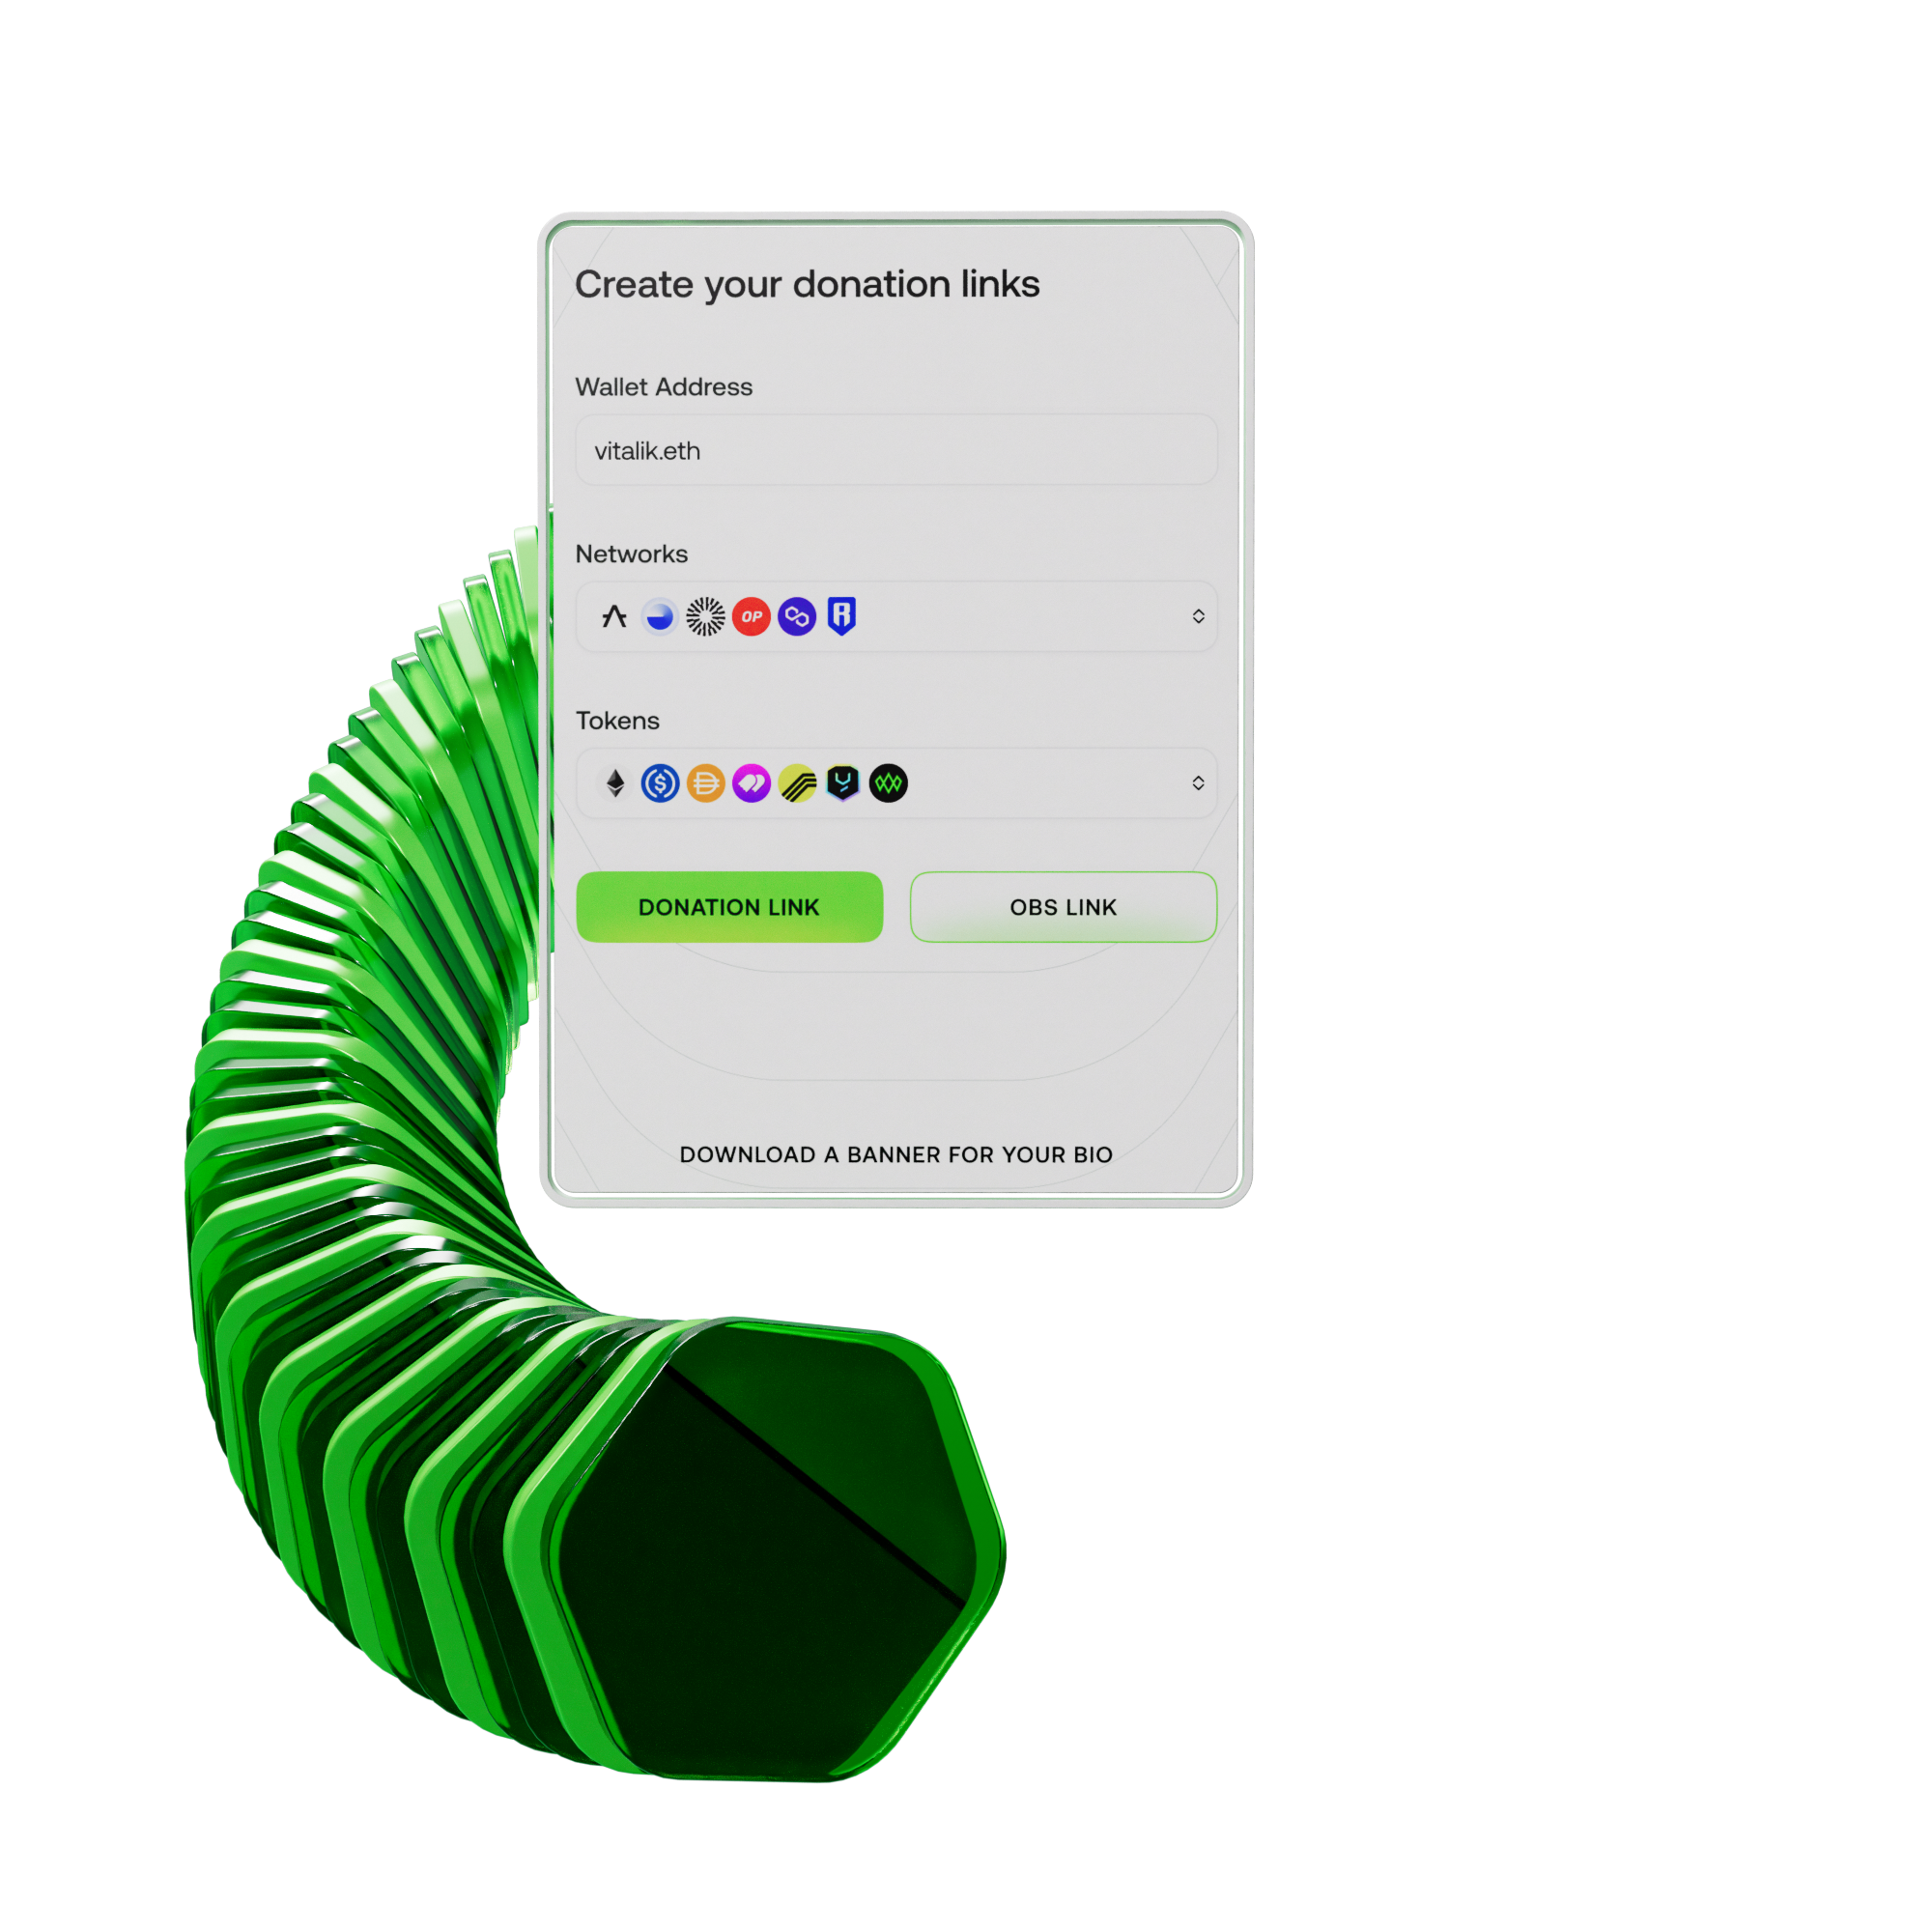 Create your donation links
Wallet Address
vitalik.eth
Networks
OP
Tokens
DONATION LINK
OBS LINK
DOWNLOAD A BANNER FOR YOUR BIO